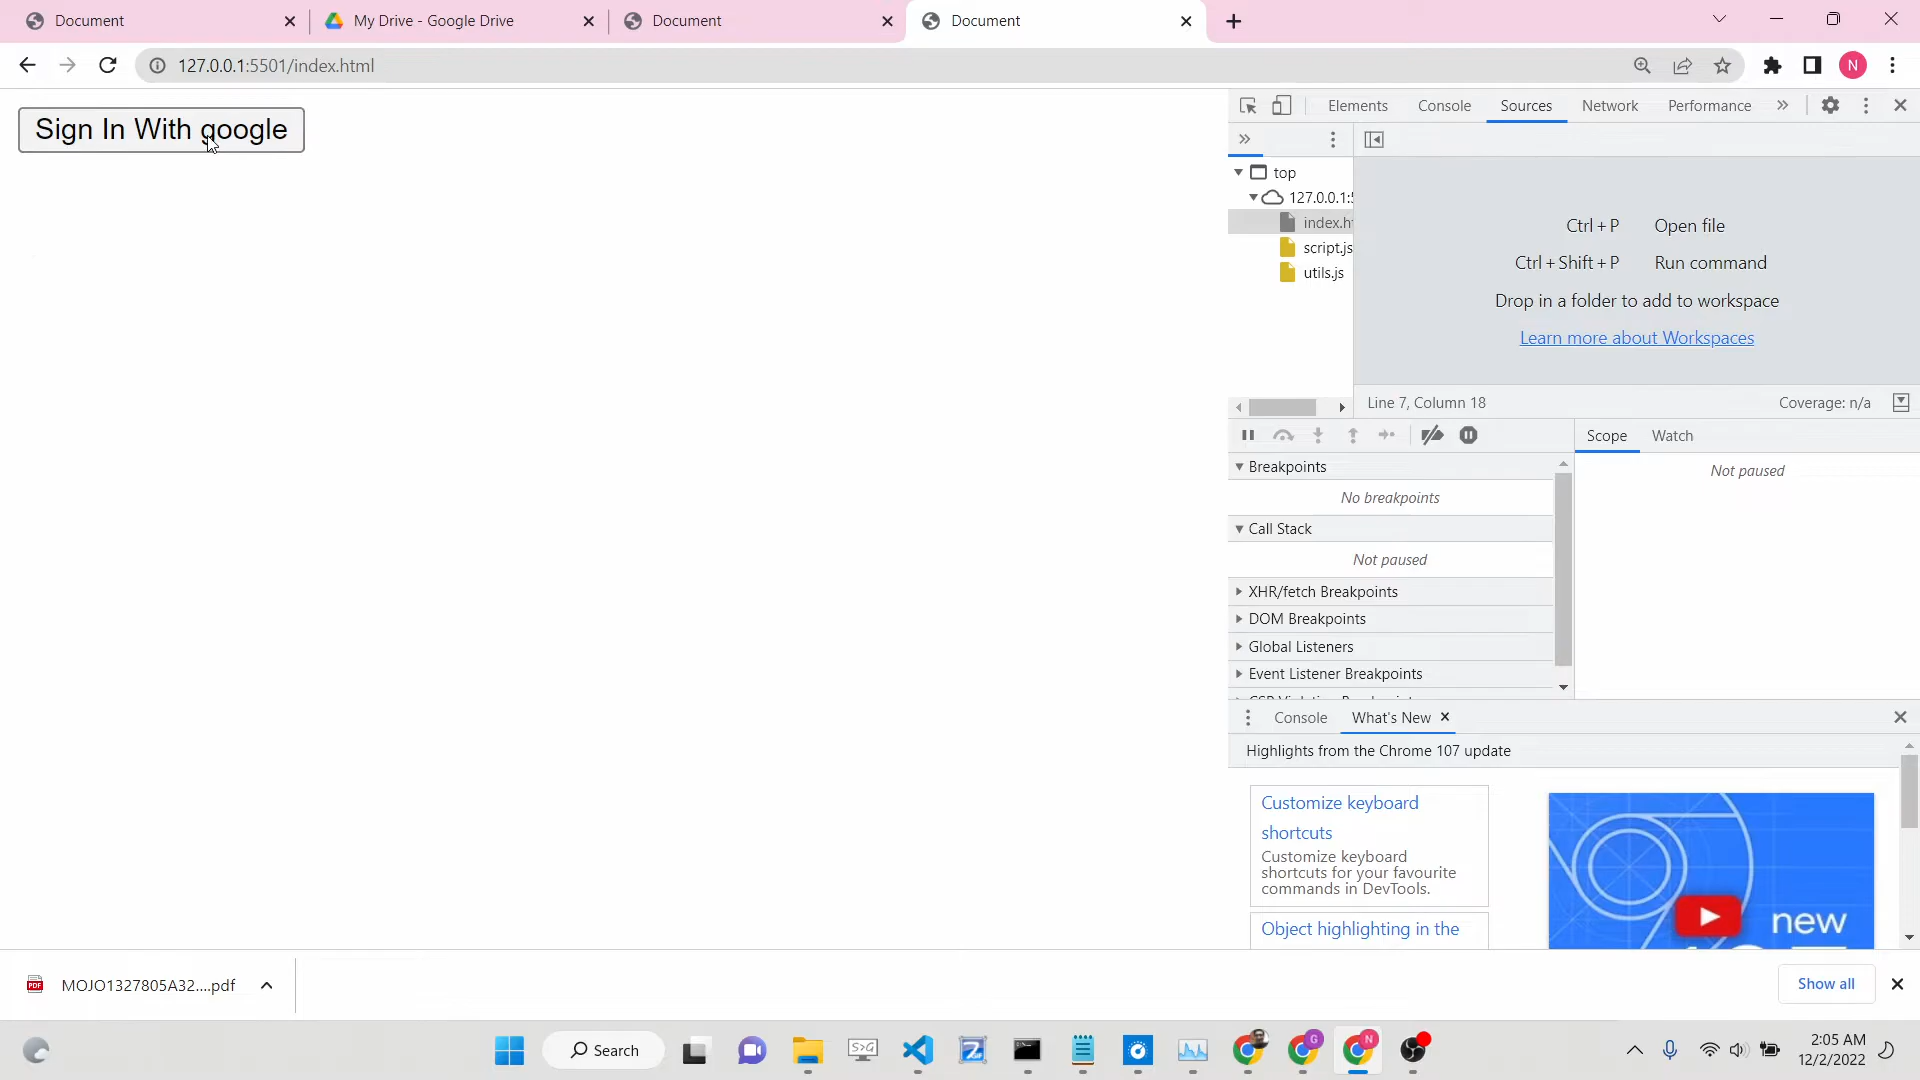 Document
My Drive - Google Drive
Document
Document
127.0.0.1:5501/index.html
N
Sign In With google
Elements
Console
Sources
Network
Performance
top
127.0.0.1:
index.h
script.js
utils.js
Ctrl + P Open file
Ctrl + Shift + P Run command
Drop in a folder to add to workspace
Learn more about Workspaces
Line 7, Column 18
Coverage: n/a
Breakpoints
No breakpoints
Call Stack
Not paused
XHR/fetch Breakpoints
DOM Breakpoints
Global Listeners
Event Listener Breakpoints
Scope
Watch
Not paused
Console
What's New
Highlights from the Chrome 107 update
Customize keyboard
shortcuts
Customize keyboard
shortcuts for your favourite
commands in DevTools.
Object highlighting in the
new
MOJO1327805A32....pdf
Show all
Search
2:05 AM
12/2/2022